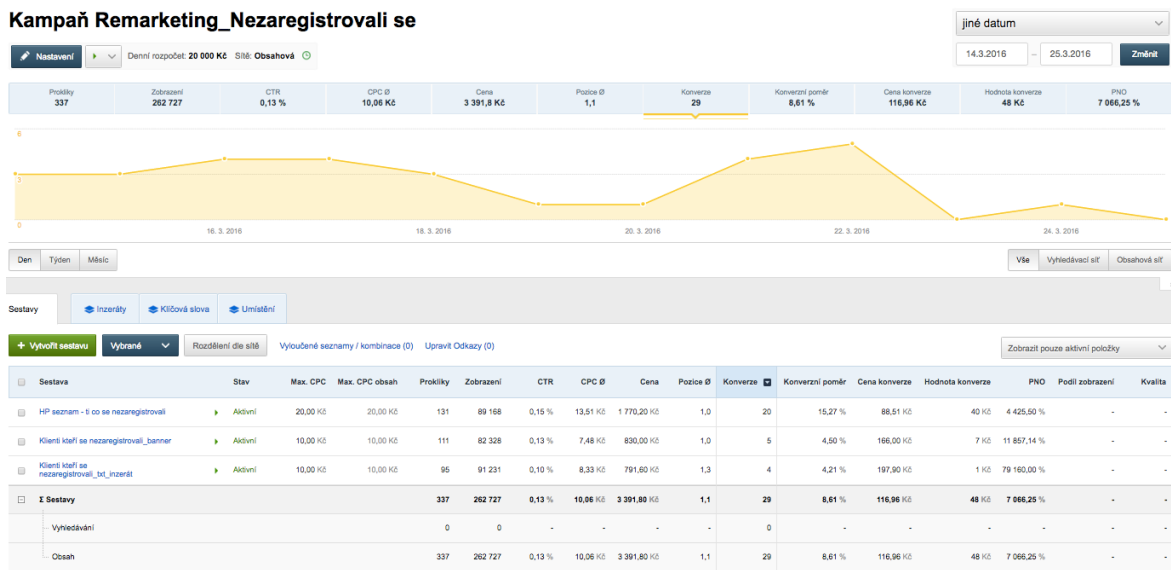 Kampaň Remarketing_Nezaregistrovali se
jiné datum
Nastavení
Denní rozpočet: 20 000 Kč Sítě: Obsahová
14.3.2016 – 25.3.2016 Změnit
Prokliky Zobrazení CTR CPC Ø Cena Pozice Ø Konverze Konverzní poměr Cena konverze Hodnota konverze PNO
337 262 727 0,13 % 10,06 Kč 3 391,8 Kč 1,1 29 8,61 % 116,96 Kč 48 Kč 7 066,25 %
6
3
0
16. 3. 2016 18. 3. 2016 20. 3. 2016 22. 3. 2016 24. 3. 2016
Den Týden Měsíc Vše Vyhledávací síť Obsahová síť
Sestavy Inzeráty Klíčová slova Umístění
+ Vytvořit sestavu Vybrané Rozdělení dle sítě Vyloučené seznamy / kombinace (0) Upravit Odkazy (0) Zobrazit pouze aktivní položky
Sestava Stav Max. CPC Max. CPC obsah Prokliky Zobrazení CTR CPC Ø Cena Pozice Ø Konverze Konverzní poměr Cena konverze Hodnota konverze PNO Podíl zobrazení Kvalita
HP seznam - ti co se nezaregistrovali Aktivní 20,00 Kč 20,00 Kč 131 89 168 0,15 % 13,51 Kč 1 770,20 Kč 1,0 20 15,27 % 88,51 Kč 40 Kč 4 425,50 % - -
Klienti kteří se nezaregistrovali_banner Aktivní 10,00 Kč 10,00 Kč 111 82 328 0,13 % 7,48 Kč 830,00 Kč 1,0 5 4,50 % 166,00 Kč 7 Kč 11 857,14 % - -
Klienti kteří se
nezaregistrovali_txt_inzerát Aktivní 10,00 Kč 10,00 Kč 95 91 231 0,10 % 8,33 Kč 791,60 Kč 1,3 4 4,21 % 197,90 Kč 1 Kč 79 160,00 % - -
Σ Sestavy 337 262 727 0,13 % 10,06 Kč 3 391,80 Kč 1,1 29 8,61 % 116,96 Kč 48 Kč 7 066,25 % - -
Vyhledávání 0 0 - - - - 0 - - - - - -
Obsah 337 262 727 0,13 % 10,06 Kč 3 391,80 Kč 1,1 29 8,61 % 116,96 Kč 48 Kč 7 066,25 % - -